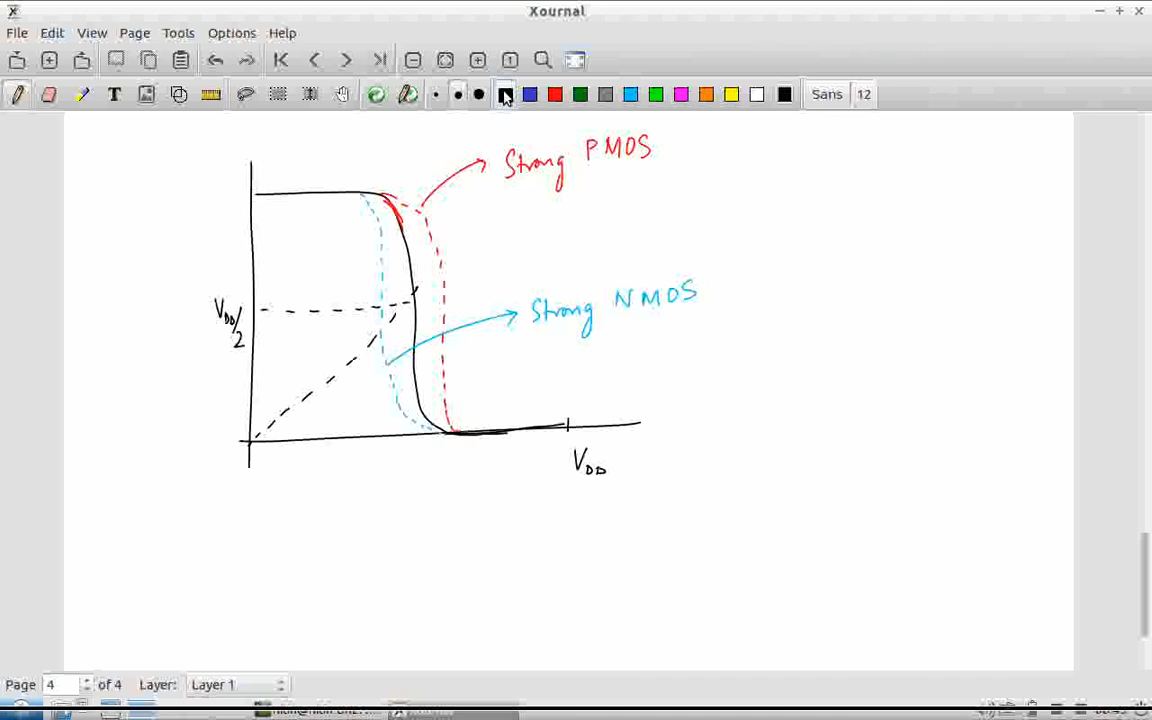 Xournal
File Edit View Page Tools Options Help
Sans 12
Strong PMOS
VDD/2
Strong NMOS
VDD
Page 4 of 4 Layer: Layer 1